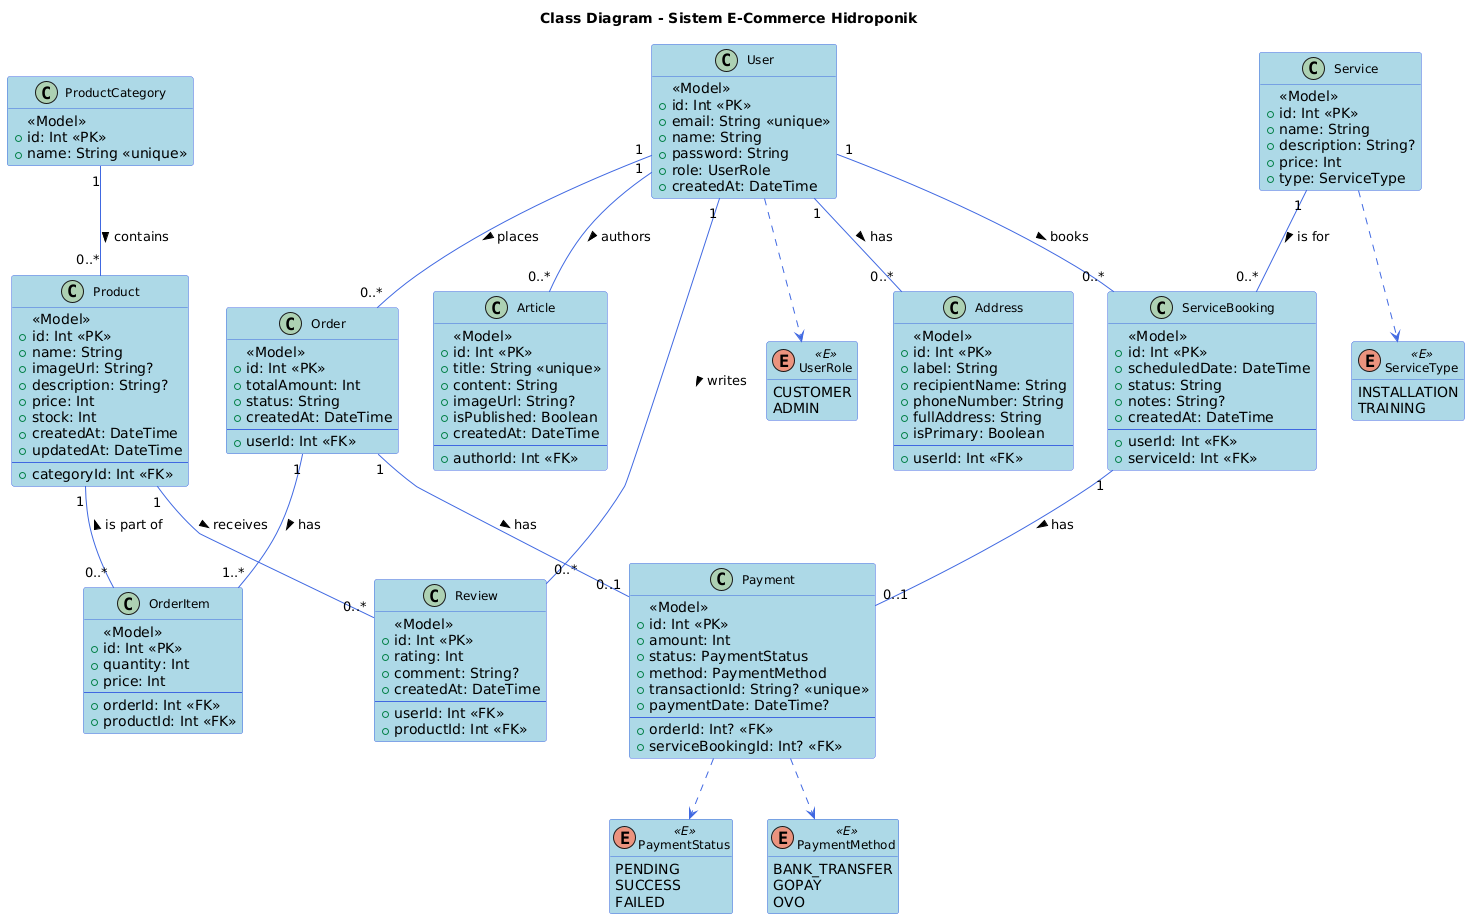 Class Diagram - Sistem E-Commerce Hidroponik
C ProductCategory
«Model»
id: Int «PK»
name: String «unique»
C User
«Model»
id: Int «PK»
email: String «unique»
name: String
password: String
role: UserRole
createdAt: DateTime
C Service
«Model»
id: Int «PK»
name: String
description: String?
price: Int
type: ServiceType
1
contains
0..*
1
places
0..*
1
authors
0..*
1
writes
0..*
1
has
0..*
1
books
0..*
1
is for
0..*
C Product
«Model»
id: Int «PK»
name: String
imageUrl: String?
description: String?
price: Int
stock: Int
createdAt: DateTime
updatedAt: DateTime
categoryId: Int «FK»
C Order
«Model»
id: Int «PK»
totalAmount: Int
status: String
createdAt: DateTime
userId: Int «FK»
C Article
«Model»
id: Int «PK»
title: String «unique»
content: String
imageUrl: String?
isPublished: Boolean
createdAt: DateTime
authorId: Int «FK»
E «E»
UserRole
CUSTOMER
ADMIN
C Address
«Model»
id: Int «PK»
label: String
recipientName: String
phoneNumber: String
fullAddress: String
isPrimary: Boolean
userId: Int «FK»
C ServiceBooking
«Model»
id: Int «PK»
scheduledDate: DateTime
status: String
notes: String?
createdAt: DateTime
userId: Int «FK»
serviceId: Int «FK»
E «E»
ServiceType
INSTALLATION
TRAINING
1
is part of
0..*
1
receives
0..*
1
has
1..*
1
has
0..1
1
has
0..1
C OrderItem
«Model»
id: Int «PK»
quantity: Int
price: Int
orderId: Int «FK»
productId: Int «FK»
C Review
«Model»
id: Int «PK»
rating: Int
comment: String?
createdAt: DateTime
userId: Int «FK»
productId: Int «FK»
C Payment
«Model»
id: Int «PK»
amount: Int
status: PaymentStatus
method: PaymentMethod
transactionId: String? «unique»
paymentDate: DateTime?
orderId: Int? «FK»
serviceBookingId: Int? «FK»
E «E»
PaymentStatus
PENDING
SUCCESS
FAILED
E «E»
PaymentMethod
BANK_TRANSFER
GOPAY
OVO